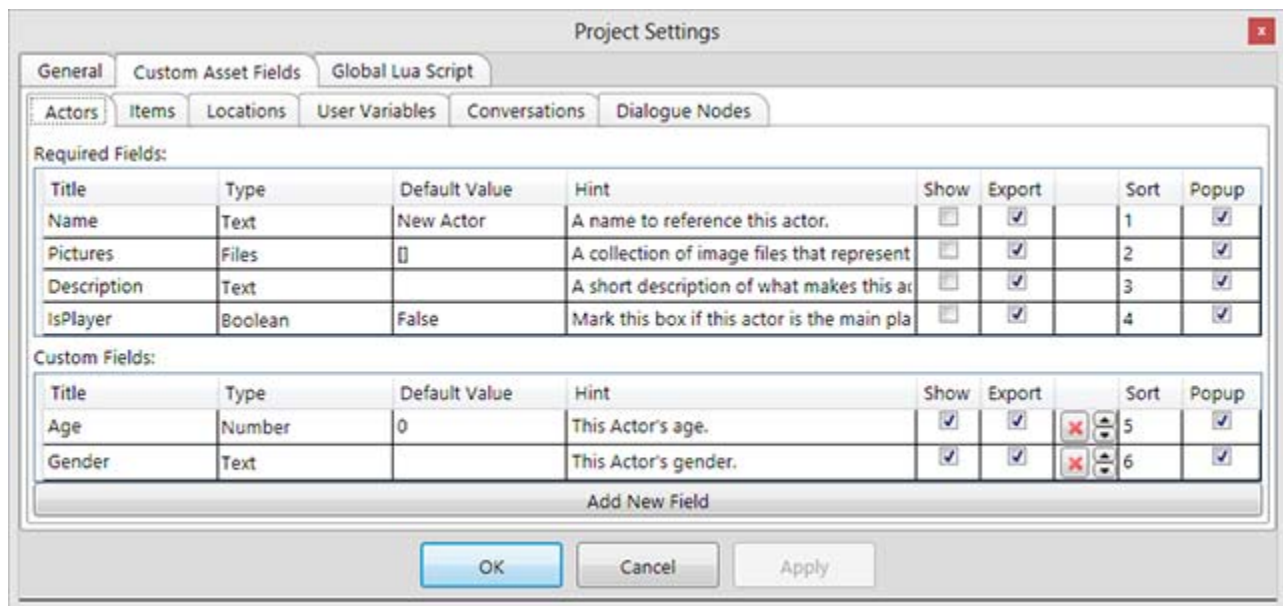 Project Settings
x
General Custom Asset Fields Global Lua Script
Actors Items Locations User Variables Conversations Dialogue Nodes
Required Fields:
Title Type Default Value Hint Show Export Sort Popup
Name Text New Actor A name to reference this actor. 1
Pictures Files [] A collection of image files that represent 2
Description Text A short description of what makes this 3
IsPlayer Boolean False Mark this box if this actor is the main pla 4
Custom Fields:
Title Type Default Value Hint Show Export Sort Popup
Age Number 0 This Actor's age. 5
Gender Text This Actor's gender. 6
Add New Field
OK Cancel Apply